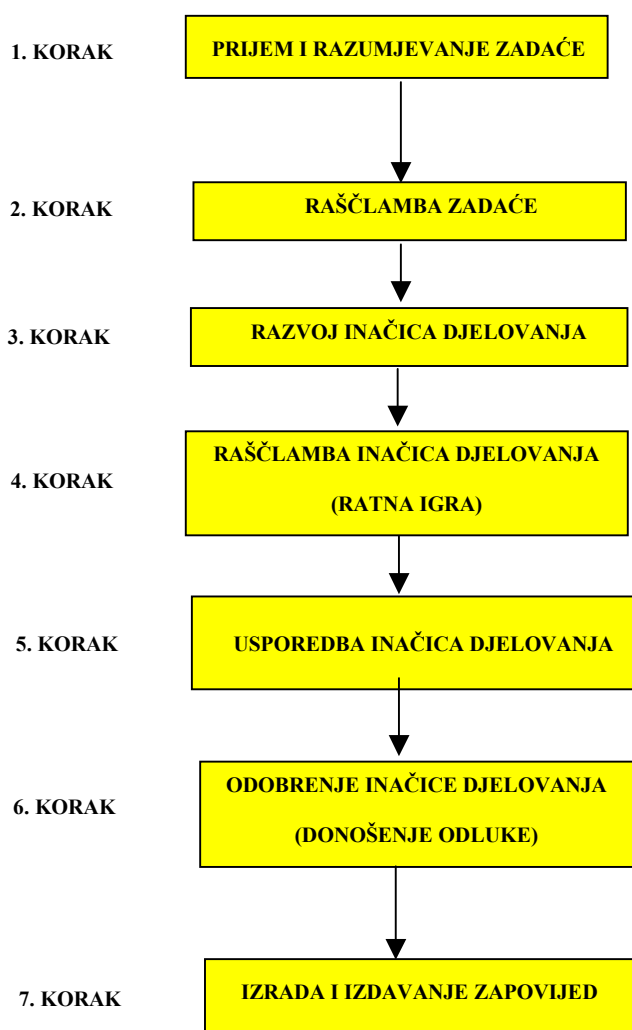 1. KORAK
PRIJEM I RAZUMJEVANJE ZADAĆE
2. KORAK
RAŠČLAMBA ZADAĆE
3. KORAK
RAZVOJ INAČICA DJELOVANJA
4. KORAK
RAŠČLAMBA INAČICA DJELOVANJA
(RATNA IGRA)
5. KORAK
USPOREDBA INAČICA DJELOVANJA
6. KORAK
ODOBRENJE INAČICE DJELOVANJA
(DONOŠENJE ODLUKE)
7. KORAK
IZRADA I IZDAVANJE ZAPOVIJED